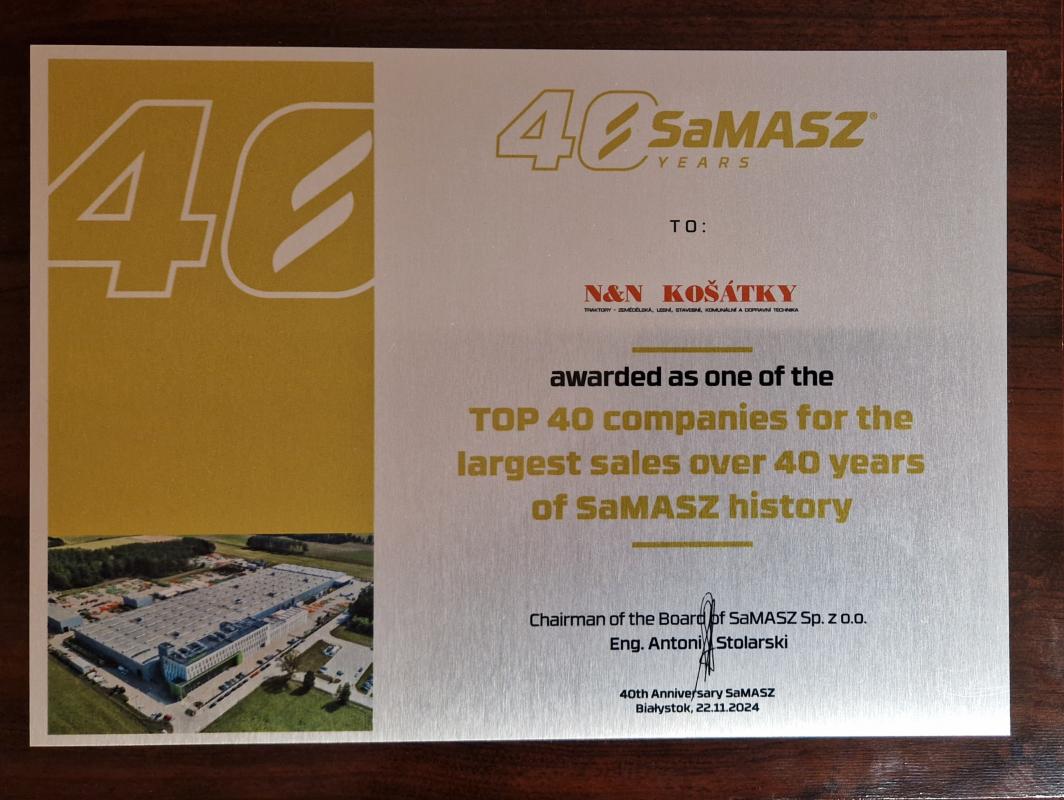 40
40 SaMASZ®
YEARS
TO:
N&N KOŠÁTKY
TRAKTORY - ZEMĚDĚLSKÁ, LESNÍ, STAVEBNÍ, KOMUNÁLNÍ A DOPRAVNÍ TECHNIKA
awarded as one of the
TOP 40 companies for the
largest sales over 40 years
of SaMASZ history
Chairman of the Board of SaMASZ Sp. z o.o.
Eng. Antoni Stolarski
40th Anniversary SaMASZ
Białystok, 22.11.2024